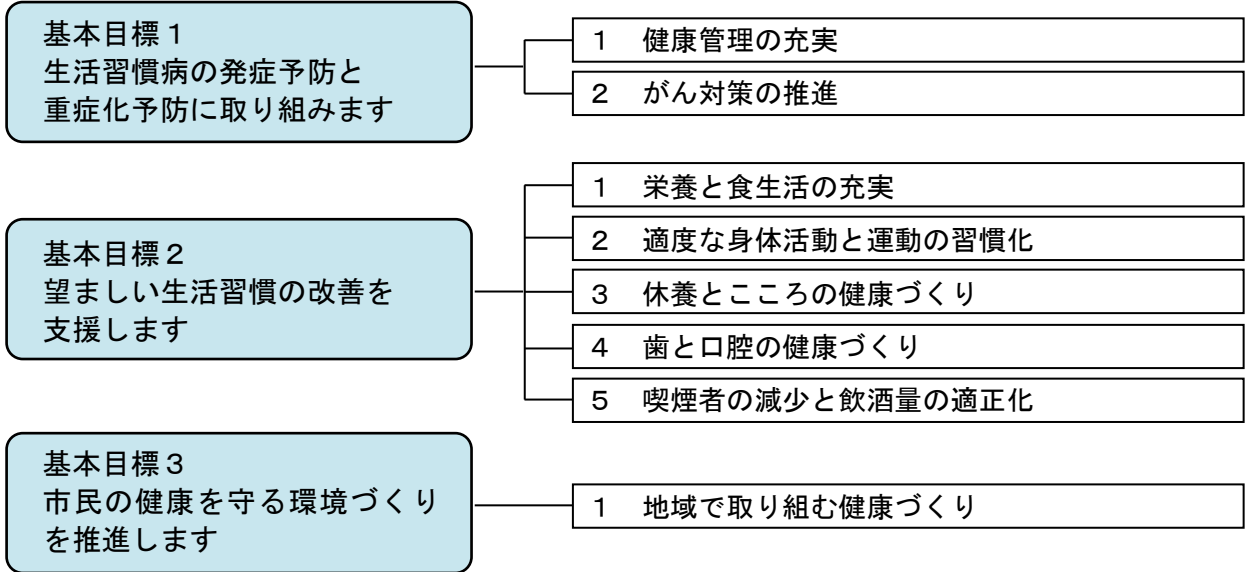 基本目標１
生活習慣病の発症予防と
重症化予防に取り組みます
１　健康管理の充実
２　がん対策の推進
基本目標２
望ましい生活習慣の改善を
支援します
１　栄養と食生活の充実
２　適度な身体活動と運動の習慣化
３　休養とこころの健康づくり
４　歯と口腔の健康づくり
５　喫煙者の減少と飲酒量の適正化
基本目標３
市民の健康を守る環境づくり
を推進します
１　地域で取り組む健康づくり